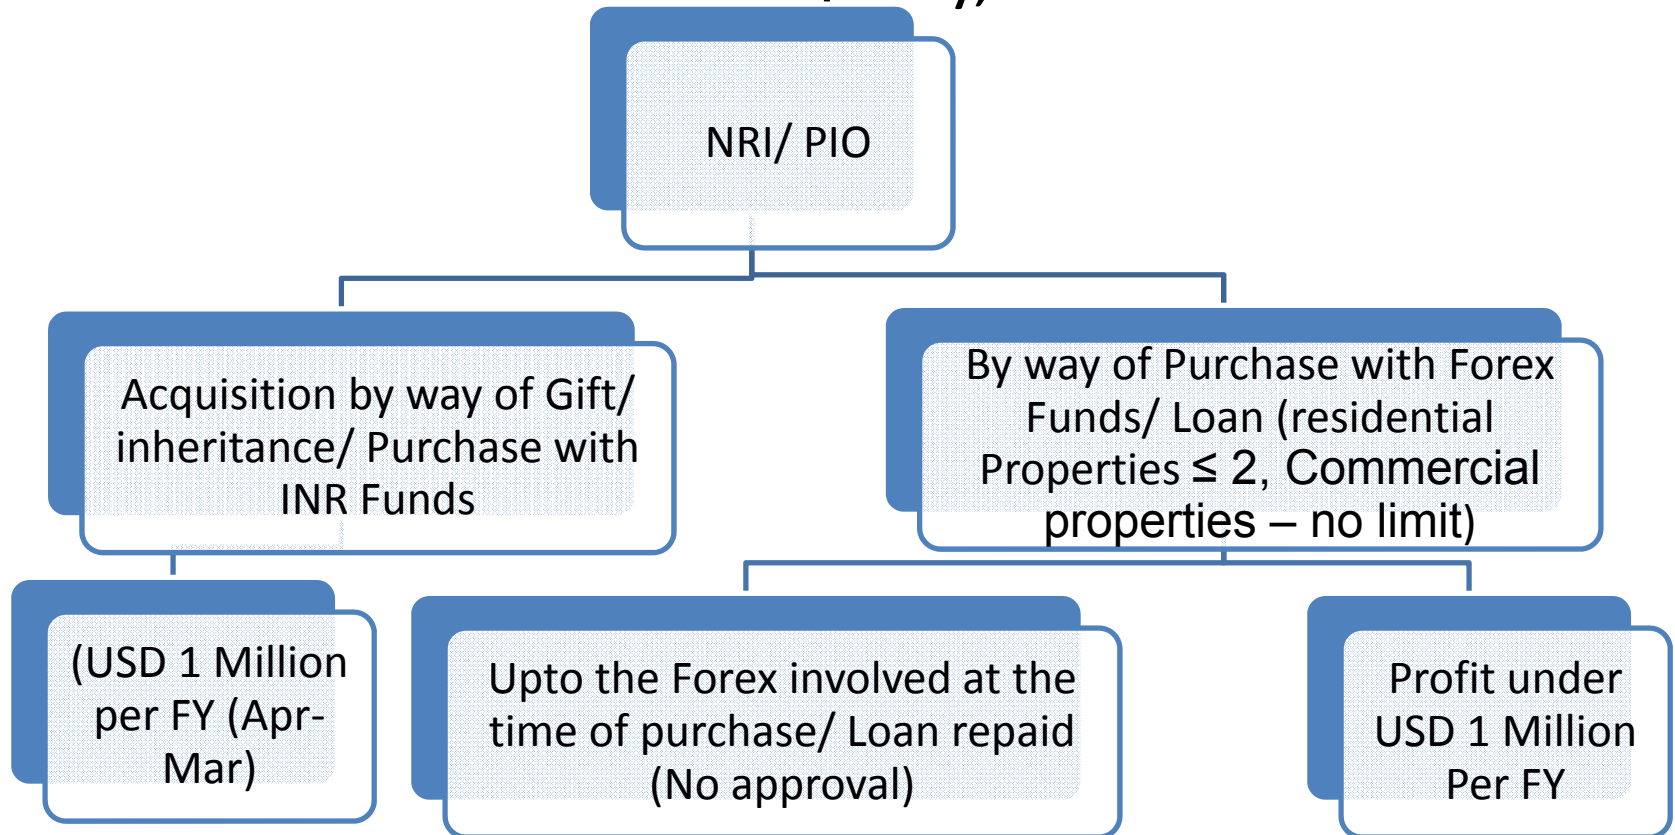 NRI/ PIO
Acquisition by way of Gift/
inheritance/ Purchase with
INR Funds
By way of Purchase with Forex
Funds/ Loan (residential
Properties ≤ 2, Commercial
properties – no limit)
(USD 1 Million
per FY (Apr-
Mar)
Upto the Forex involved at the
time of purchase/ Loan repaid
(No approval)
Profit under
USD 1 Million
Per FY